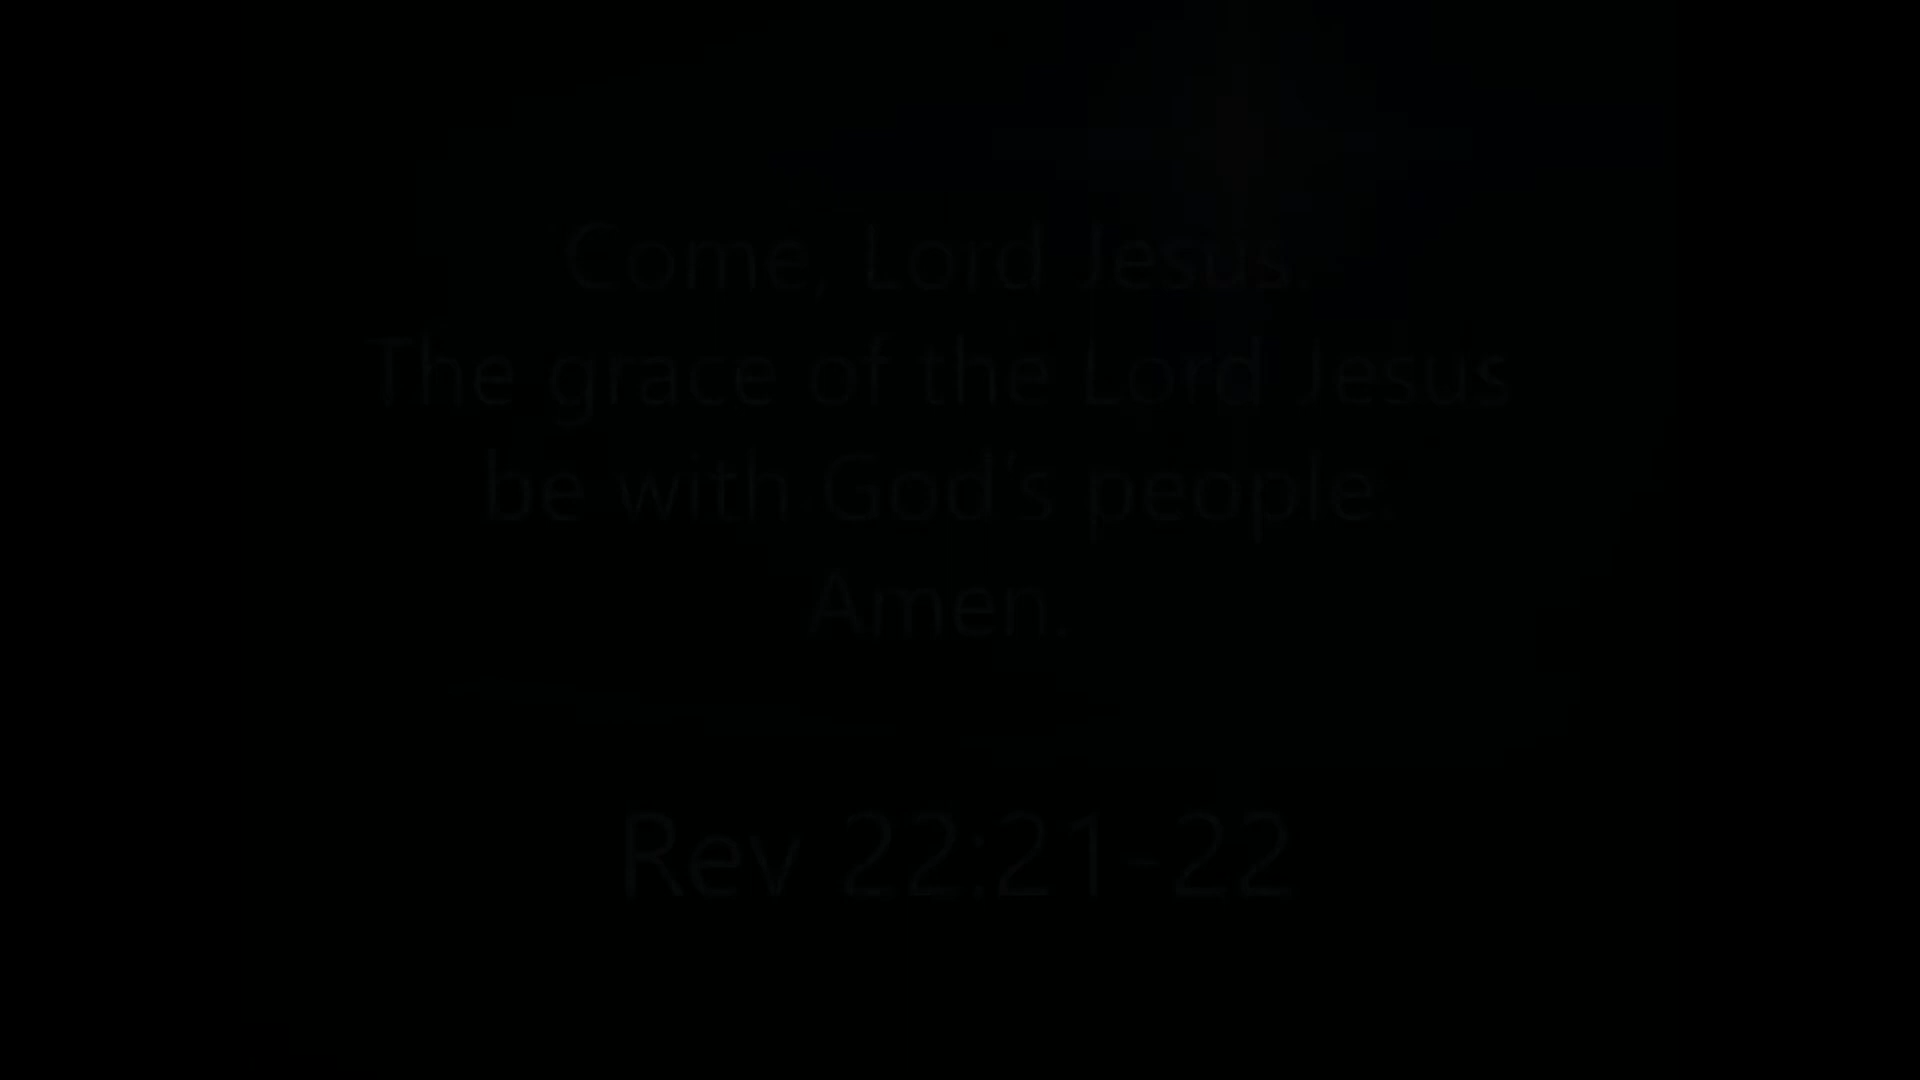 Come, Lord Jesus.
The grace of the Lord Jesus
be with God's people.
Amen.
Rev 22:21-22